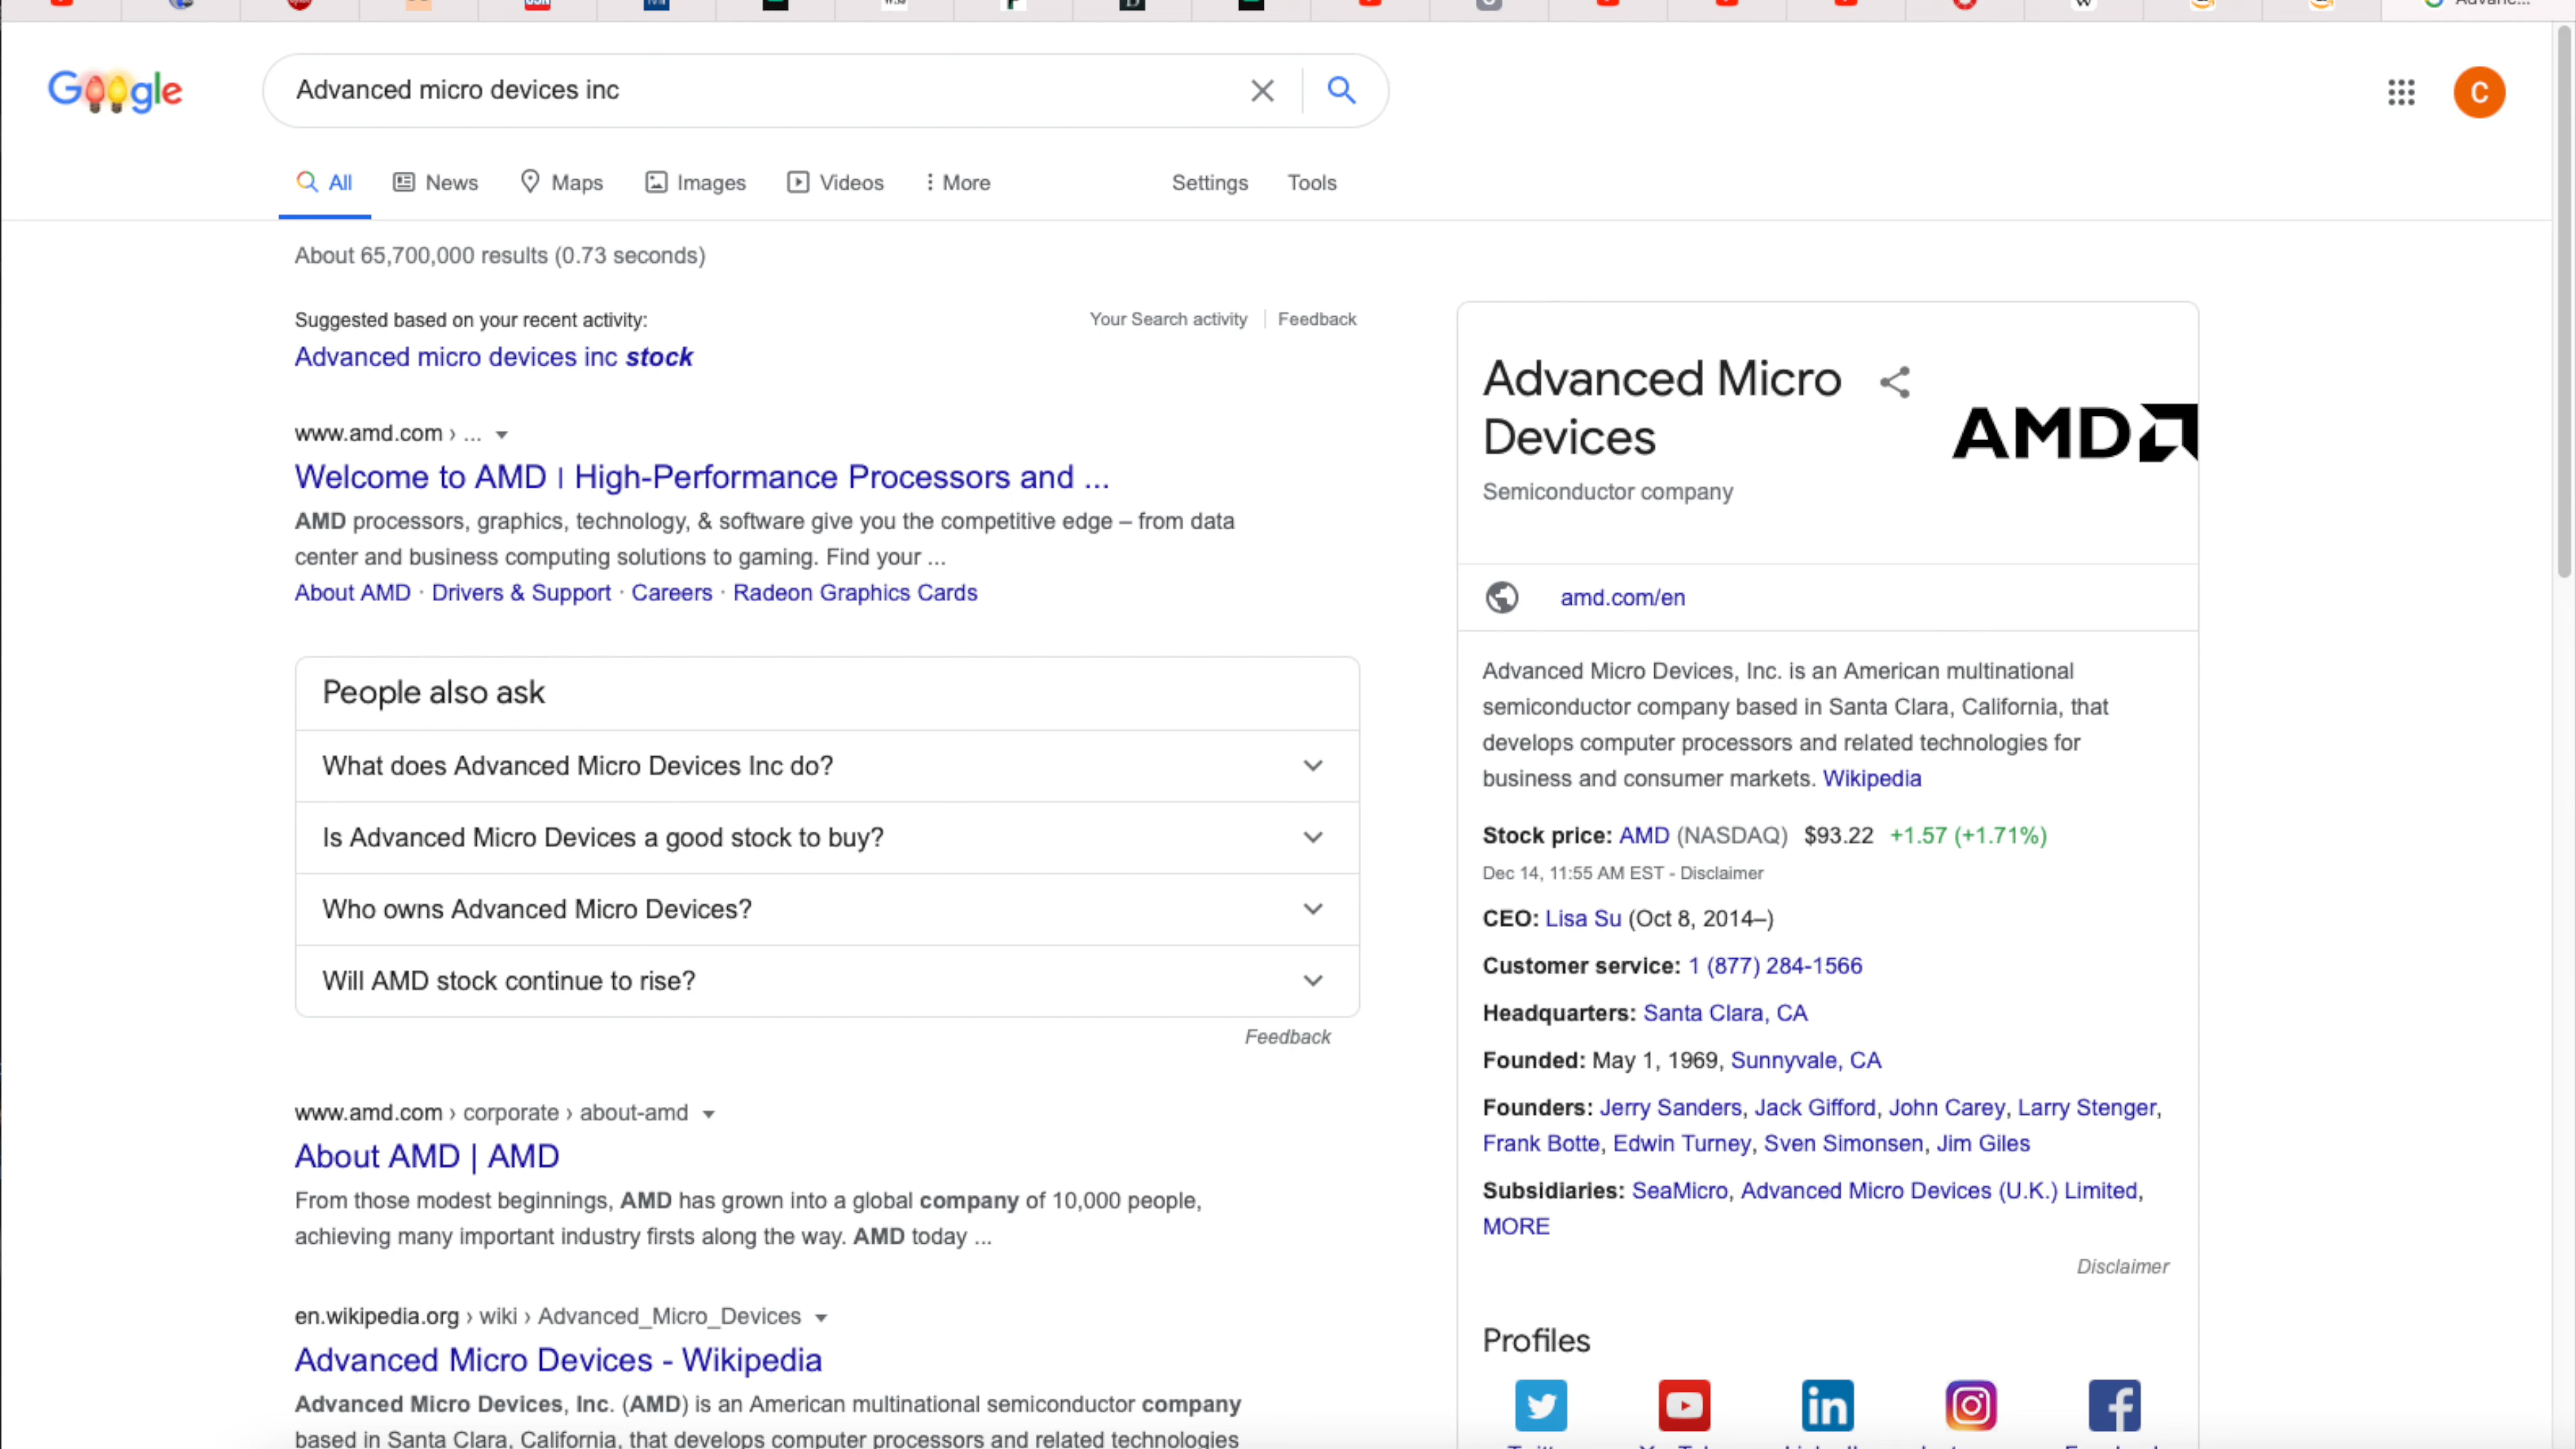 Google
Advanced micro devices inc
C
All
News
Maps
Images
Videos
More
Settings
Tools
About 65,700,000 results (0.73 seconds)
Suggested based on your recent activity:
Your Search activity
Feedback
Advanced micro devices inc stock
www.amd.com › ...
Welcome to AMD | High-Performance Processors and ...
AMD processors, graphics, technology, & software give you the competitive edge – from data
center and business computing solutions to gaming. Find your ...
About AMD · Drivers & Support · Careers · Radeon Graphics Cards
People also ask
What does Advanced Micro Devices Inc do?
Is Advanced Micro Devices a good stock to buy?
Who owns Advanced Micro Devices?
Will AMD stock continue to rise?
Feedback
www.amd.com › corporate › about-amd
About AMD | AMD
From those modest beginnings, AMD has grown into a global company of 10,000 people,
achieving many important industry firsts along the way. AMD today ...
en.wikipedia.org › wiki › Advanced_Micro_Devices
Advanced Micro Devices - Wikipedia
Advanced Micro Devices, Inc. (AMD) is an American multinational semiconductor company
based in Santa Clara, California, that develops computer processors and related technologies
Advanced Micro
Devices
AMD
Semiconductor company
amd.com/en
Advanced Micro Devices, Inc. is an American multinational
semiconductor company based in Santa Clara, California, that
develops computer processors and related technologies for
business and consumer markets. Wikipedia
Stock price: AMD (NASDAQ) $93.22 +1.57 (+1.71%)
Dec 14, 11:55 AM EST - Disclaimer
CEO: Lisa Su (Oct 8, 2014–)
Customer service: 1 (877) 284-1566
Headquarters: Santa Clara, CA
Founded: May 1, 1969, Sunnyvale, CA
Founders: Jerry Sanders, Jack Gifford, John Carey, Larry Stenger,
Frank Botte, Edwin Turney, Sven Simonsen, Jim Giles
Subsidiaries: SeaMicro, Advanced Micro Devices (U.K.) Limited,
MORE
Disclaimer
Profiles